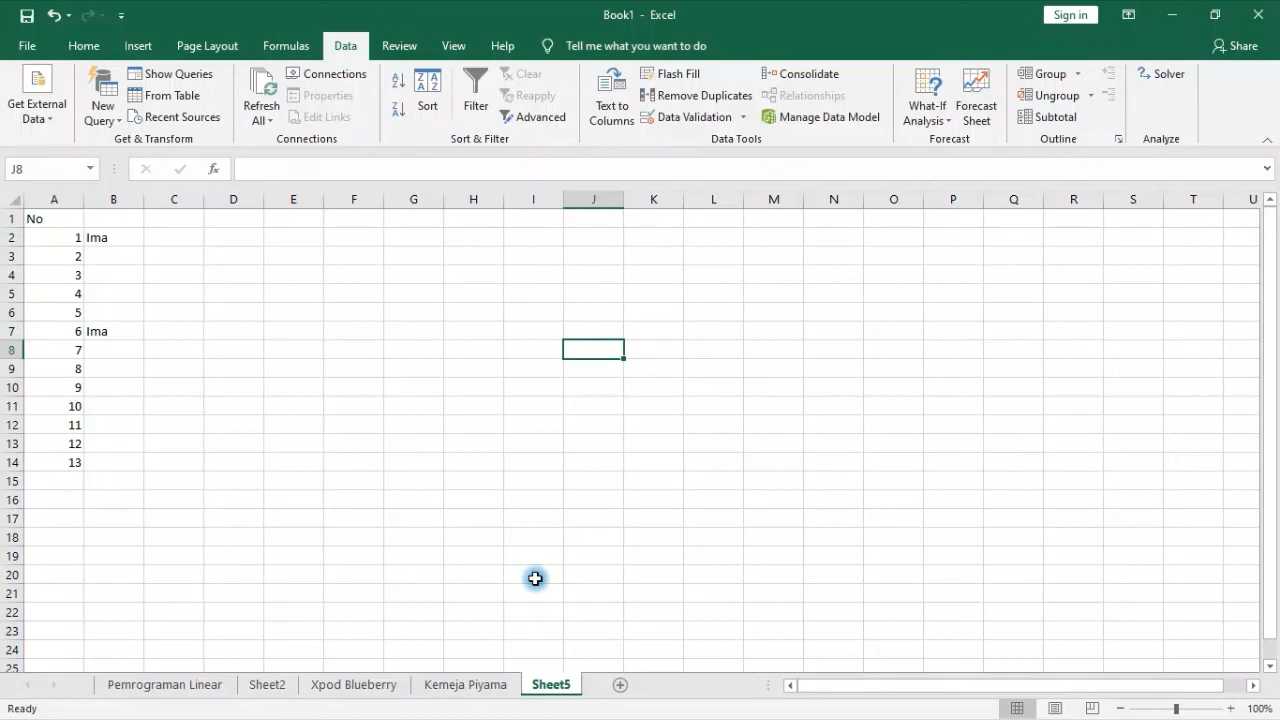 Book1 - Excel
Sign in
File Home Insert Page Layout Formulas Data Review View Help Tell me what you want to do Share
Get External Data
New Query
Show Queries
From Table
Recent Sources
Get & Transform
Refresh All
Connections
Properties
Edit Links
Connections
Sort
Filter
Clear
Reapply
Advanced
Sort & Filter
Text to Columns
Flash Fill
Remove Duplicates
Data Validation
Consolidate
Relationships
Manage Data Model
Data Tools
What-If Analysis
Forecast Sheet
Forecast
Group
Ungroup
Subtotal
Outline
Solver
Analyze
J8 fx
A B C D E F G H I J K L M N O P Q R S T U
1 No
2 1 Ima
3 2
4 3
5 4
6 5
7 6 Ima
8 7
9 8
10 9
11 10
12 11
13 12
14 13
15
16
17
18
19
20
21
22
23
24
25
Pemrograman Linear Sheet2 Xpod Blueberry Kemeja Piyama Sheet5
Ready 100%